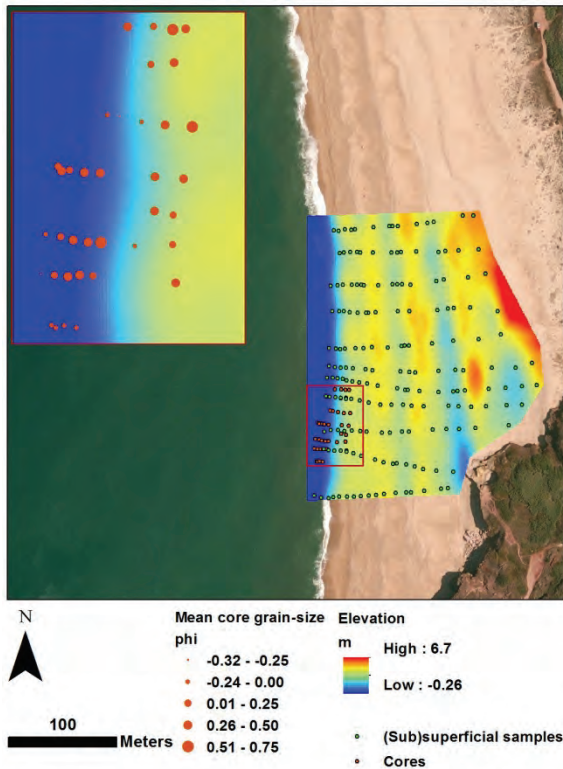 N
100
Meters
Mean core grain-size
phi
-0.32 - -0.25
-0.24 - 0.00
0.01 - 0.25
0.26 - 0.50
0.51 - 0.75
Elevation
m
High : 6.7
Low : -0.26
(Sub)superficial samples
Cores